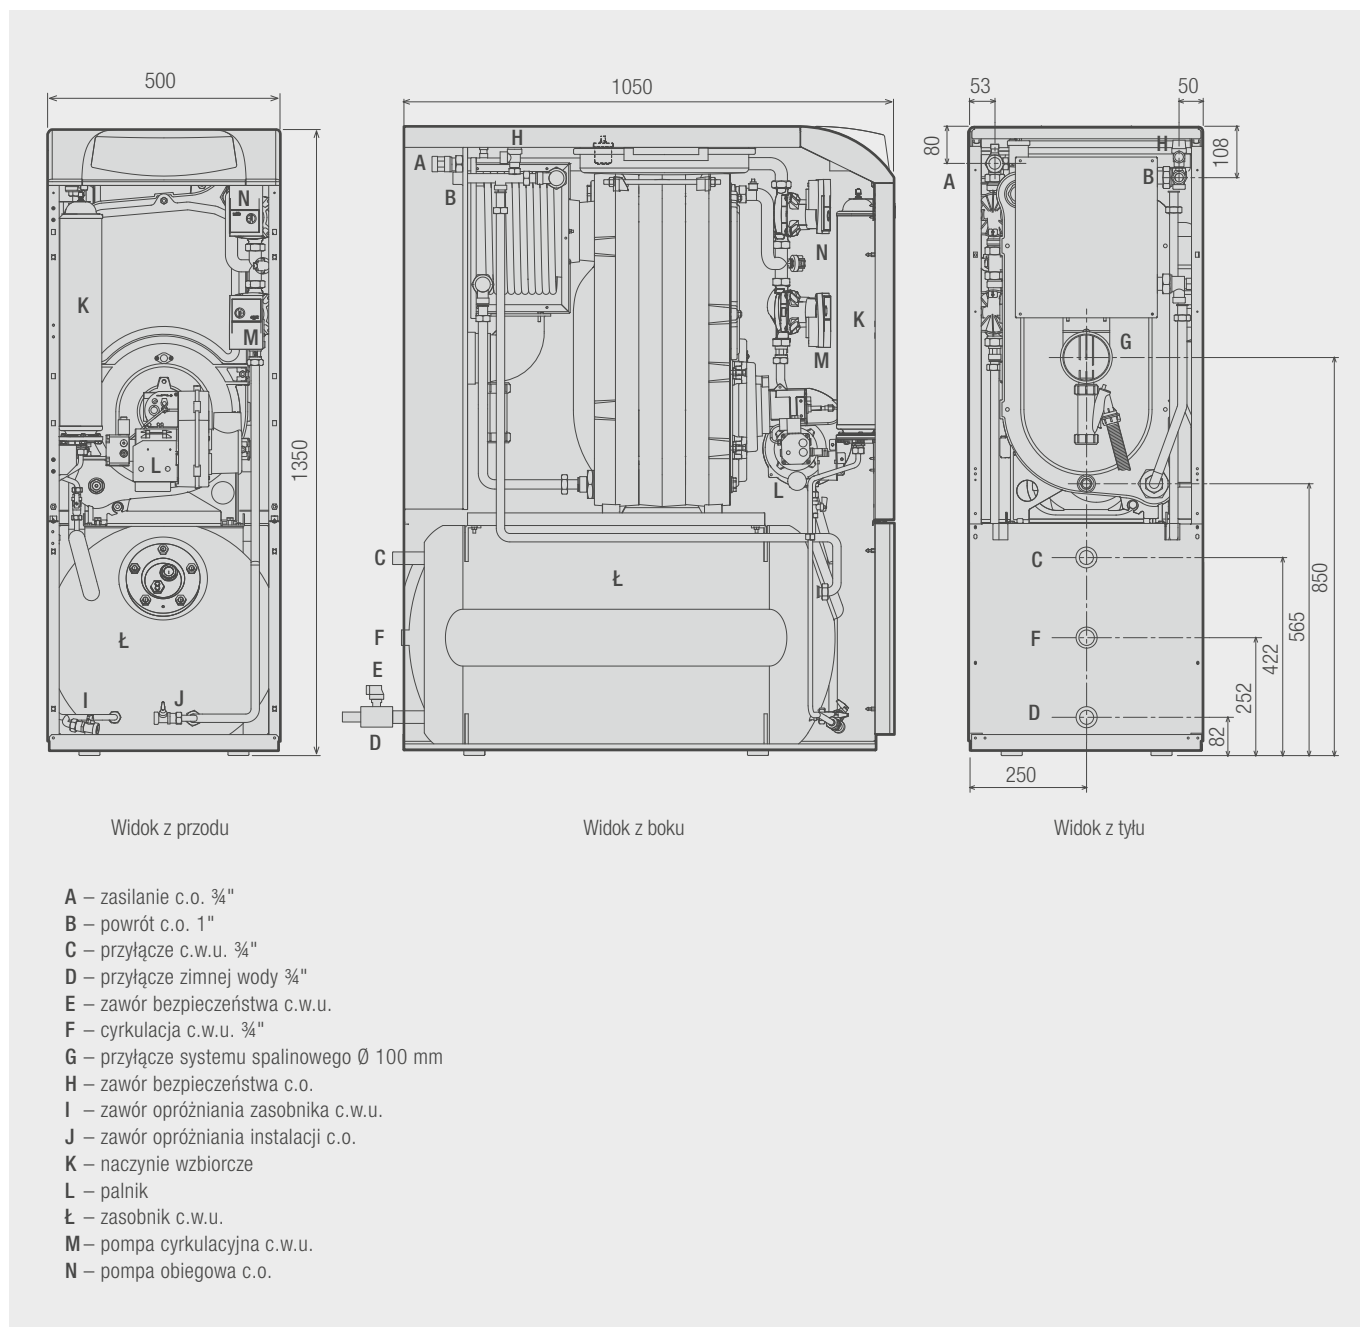 500
1050
53
50
80
108
H
A
B
N
K
M
L
1350
Ł
I
J
H
A
B
N
K
M
L
C
Ł
F
E
D
H
A
B
G
C
F
D
850
565
422
252
82
250
Widok z przodu
Widok z boku
Widok z tyłu
A – zasilanie c.o. ¾"
B – powrót c.o. 1"
C – przyłącze c.w.u. ¾"
D – przyłącze zimnej wody ¾"
E – zawór bezpieczeństwa c.w.u.
F – cyrkulacja c.w.u. ¾"
G – przyłącze systemu spalinowego Ø 100 mm
H – zawór bezpieczeństwa c.o.
I – zawór opróżniania zasobnika c.w.u.
J – zawór opróżniania instalacji c.o.
K – naczynie wzbiorcze
L – palnik
Ł – zasobnik c.w.u.
M – pompa cyrkulacyjna c.w.u.
N – pompa obiegowa c.o.